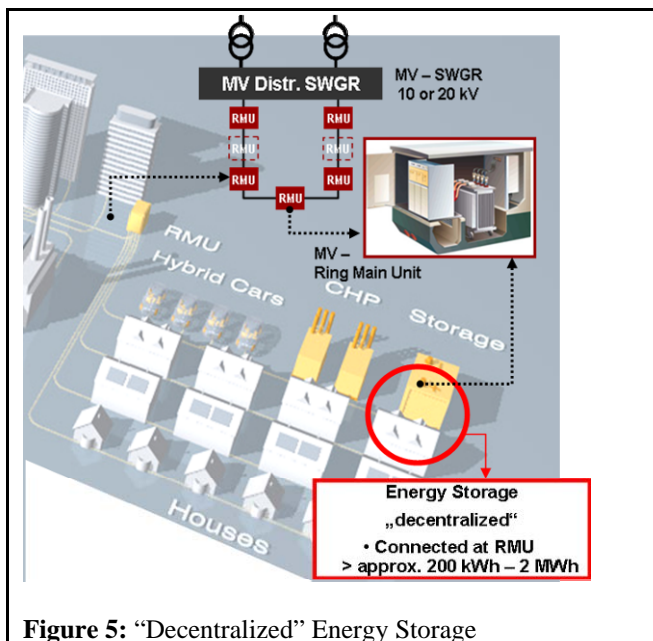 MV Distr. SWGR
MV – SWGR
10 or 20 kV
RMU
RMU
RMU
RMU
RMU
RMU
RMU
MV –
Ring Main Unit
RMU
Hybrid Cars
CHP
Storage
Houses
Energy Storage
„decentralized“
• Connected at RMU
> approx. 200 kWh – 2 MWh
Figure 5: “Decentralized” Energy Storage